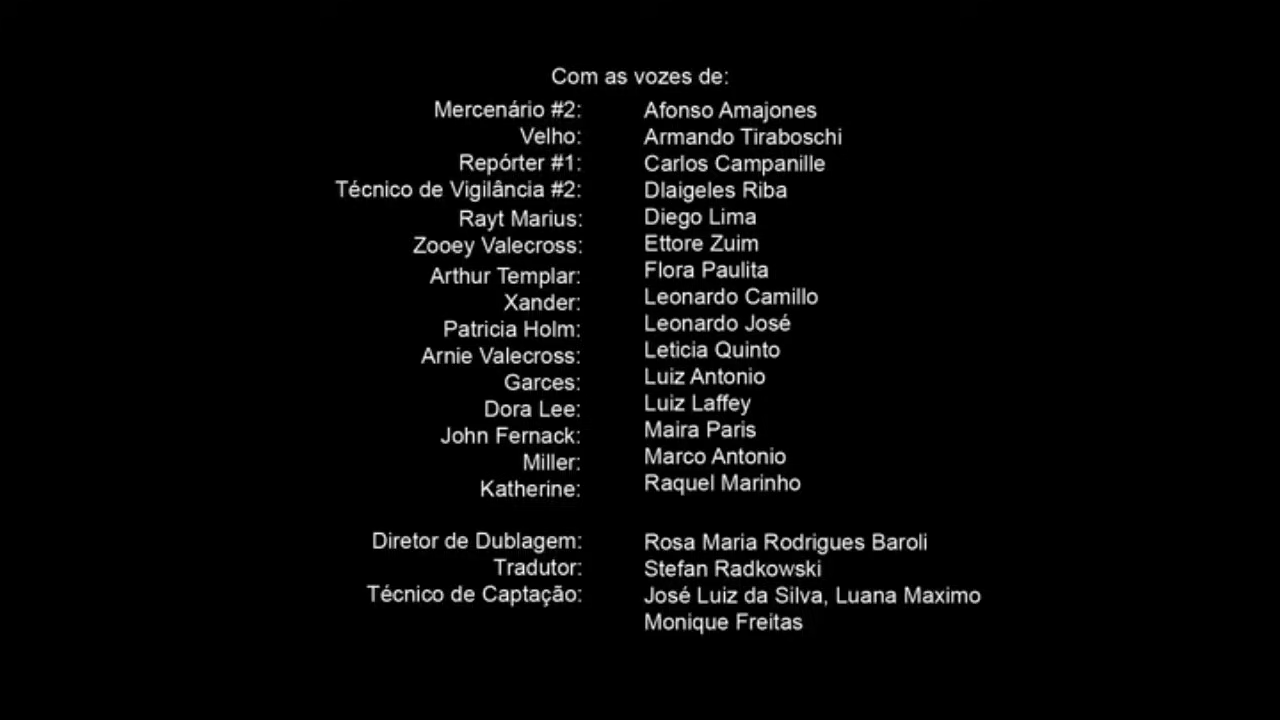 Com as vozes de:
Mercenário #2: Afonso Amajones
Velho: Armando Tiraboschi
Repórter #1: Carlos Campanille
Técnico de Vigilância #2: Dlaigeles Riba
Rayt Marius: Diego Lima
Zooey Valecross: Ettore Zuim
Arthur Templar: Flora Paulita
Xander: Leonardo Camillo
Patricia Holm: Leonardo José
Arnie Valecross: Leticia Quinto
Garces: Luiz Antonio
Dora Lee: Luiz Laffey
John Fernack: Maira Paris
Miller: Marco Antonio
Katherine: Raquel Marinho
Diretor de Dublagem: Rosa Maria Rodrigues Baroli
Tradutor: Stefan Radkowski
Técnico de Captação: José Luiz da Silva, Luana Maximo
Monique Freitas